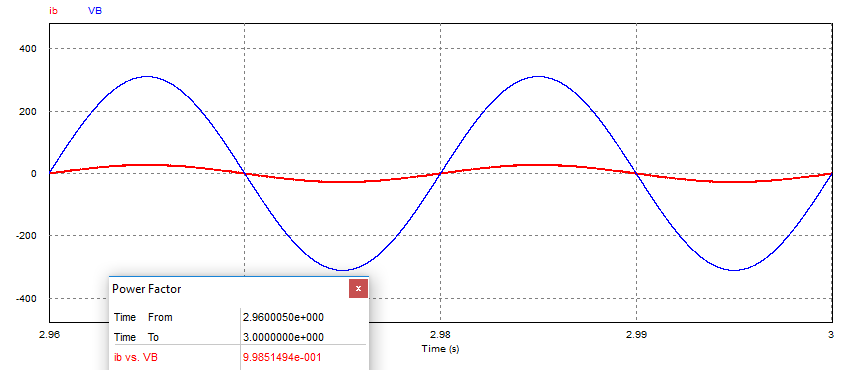 ib VB
400
200
0
-200
-400
2.96 2.98 2.99 3
Time (s)
Power Factor x
Time From 2.9600050e+000
Time To 3.0000000e+000
ib vs. VB 9.9851494e-001